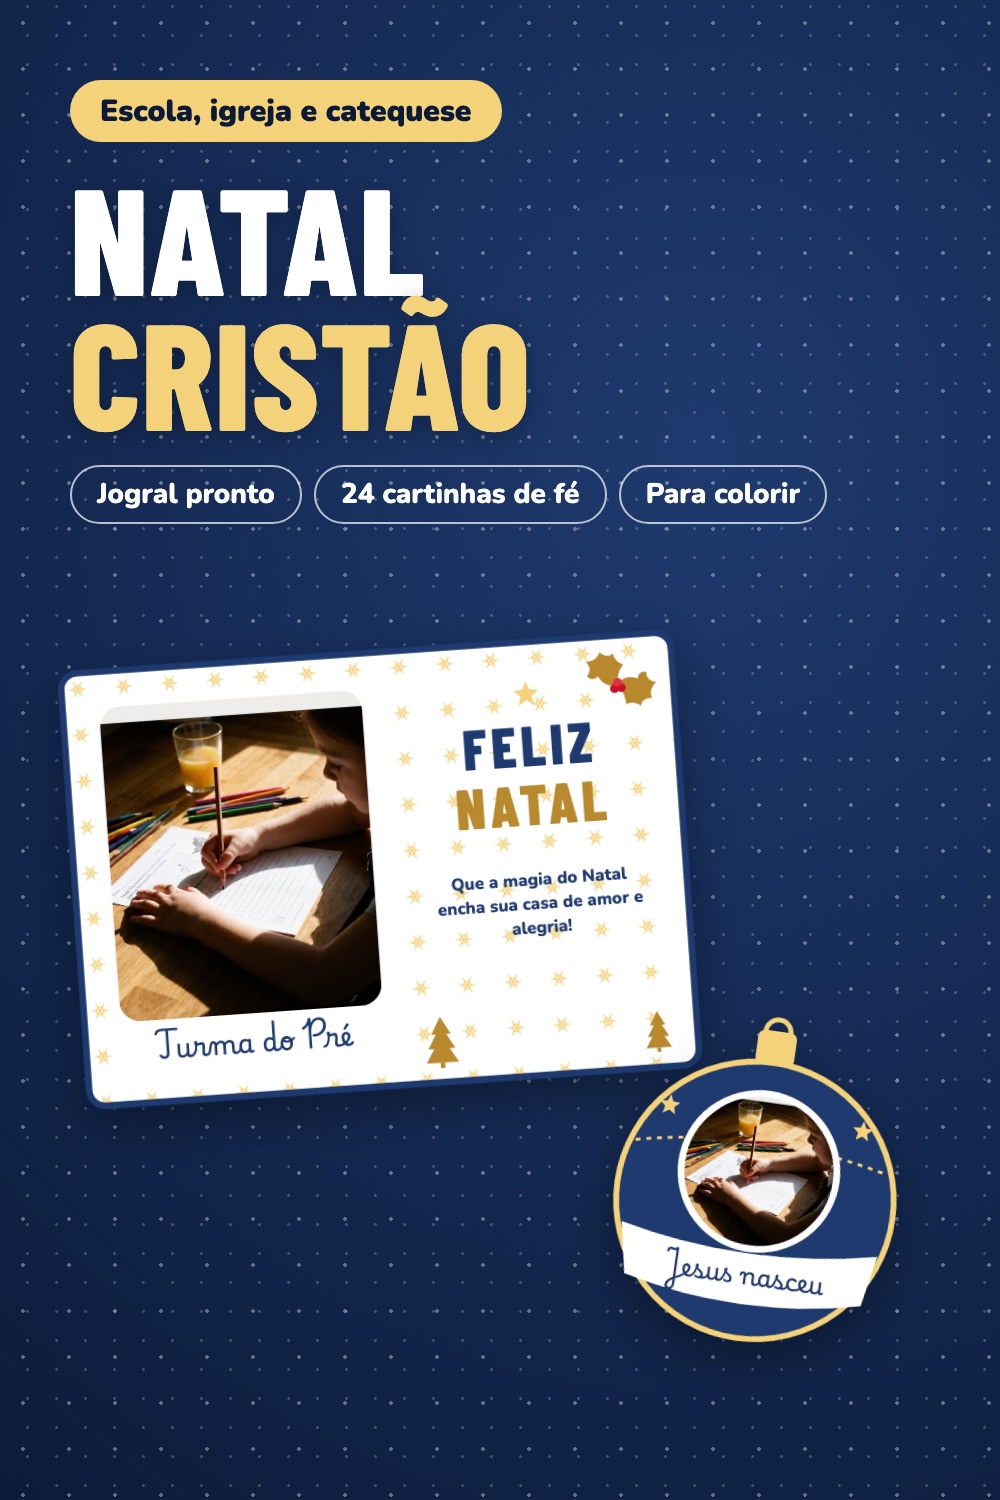 Escola, igreja e catequese
NATAL
CRISTÃO
Jogral pronto
24 cartinhas de fé
Para colorir
FELIZ
NATAL
Que a magia do Natal
encha sua casa de amor e
alegria!
Turma do Pré
Jesus nasceu